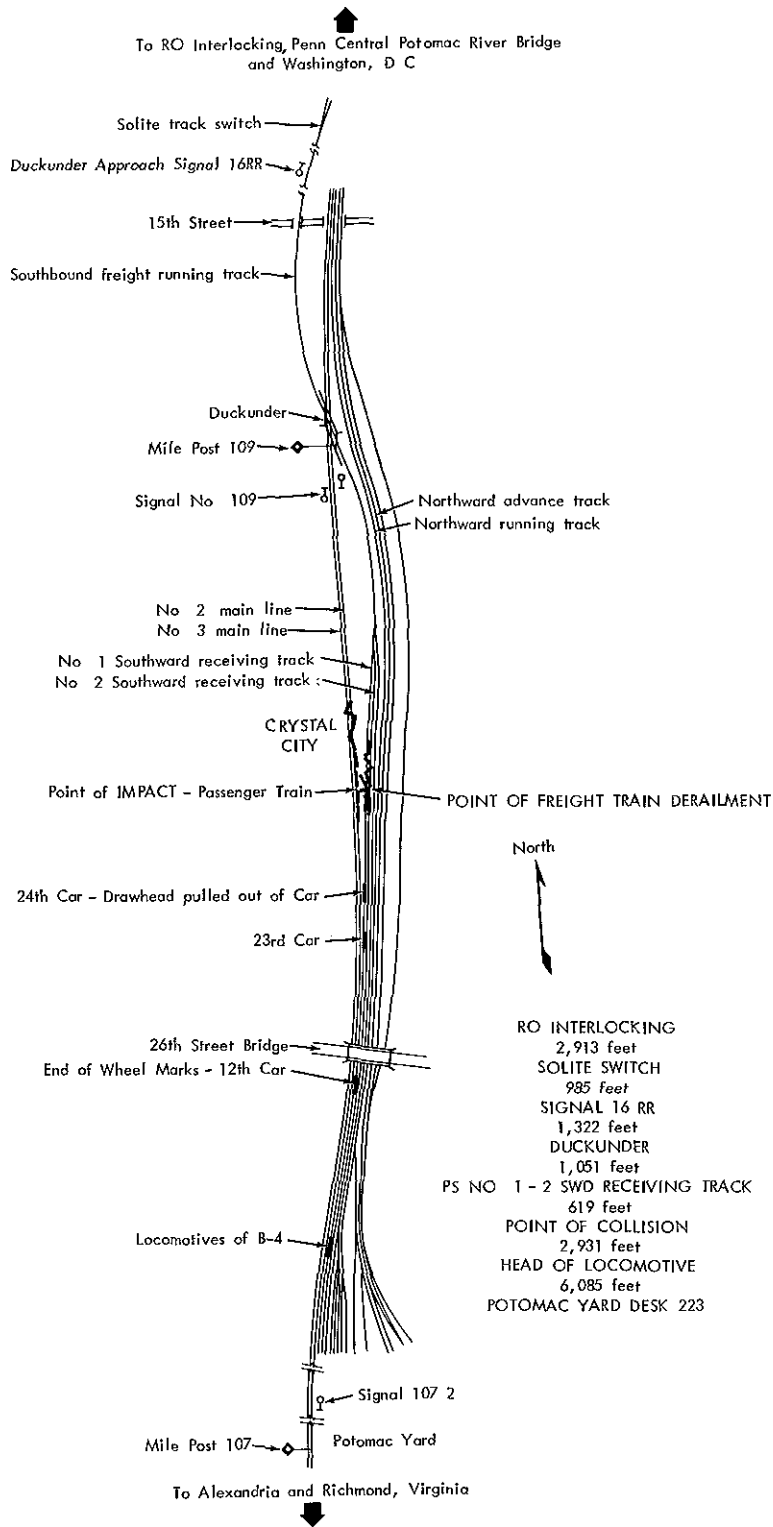 To RO Interlocking, Penn Central Potomac River Bridge
and Washington, D C
Solite track switch
Duckunder Approach Signal 16RR
15th Street
Southbound freight running track
Duckunder
Mile Post 109
Signal No 109
Northward advance track
Northward running track
No 2 main line
No 3 main line
No 1 Southward receiving track
No 2 Southward receiving track
CRYSTAL
CITY
Point of IMPACT - Passenger Train
POINT OF FREIGHT TRAIN DERAILMENT
North
24th Car - Drawhead pulled out of Car
23rd Car
26th Street Bridge
End of Wheel Marks - 12th Car
RO INTERLOCKING
2,913 feet
SOLITE SWITCH
985 feet
SIGNAL 16 RR
1,322 feet
DUCKUNDER
1,051 feet
PS NO 1 - 2 SWD RECEIVING TRACK
619 feet
POINT OF COLLISION
2,931 feet
HEAD OF LOCOMOTIVE
6,085 feet
POTOMAC YARD DESK 223
Locomotives of B-4
Signal 107 2
Mile Post 107
Potomac Yard
To Alexandria and Richmond, Virginia